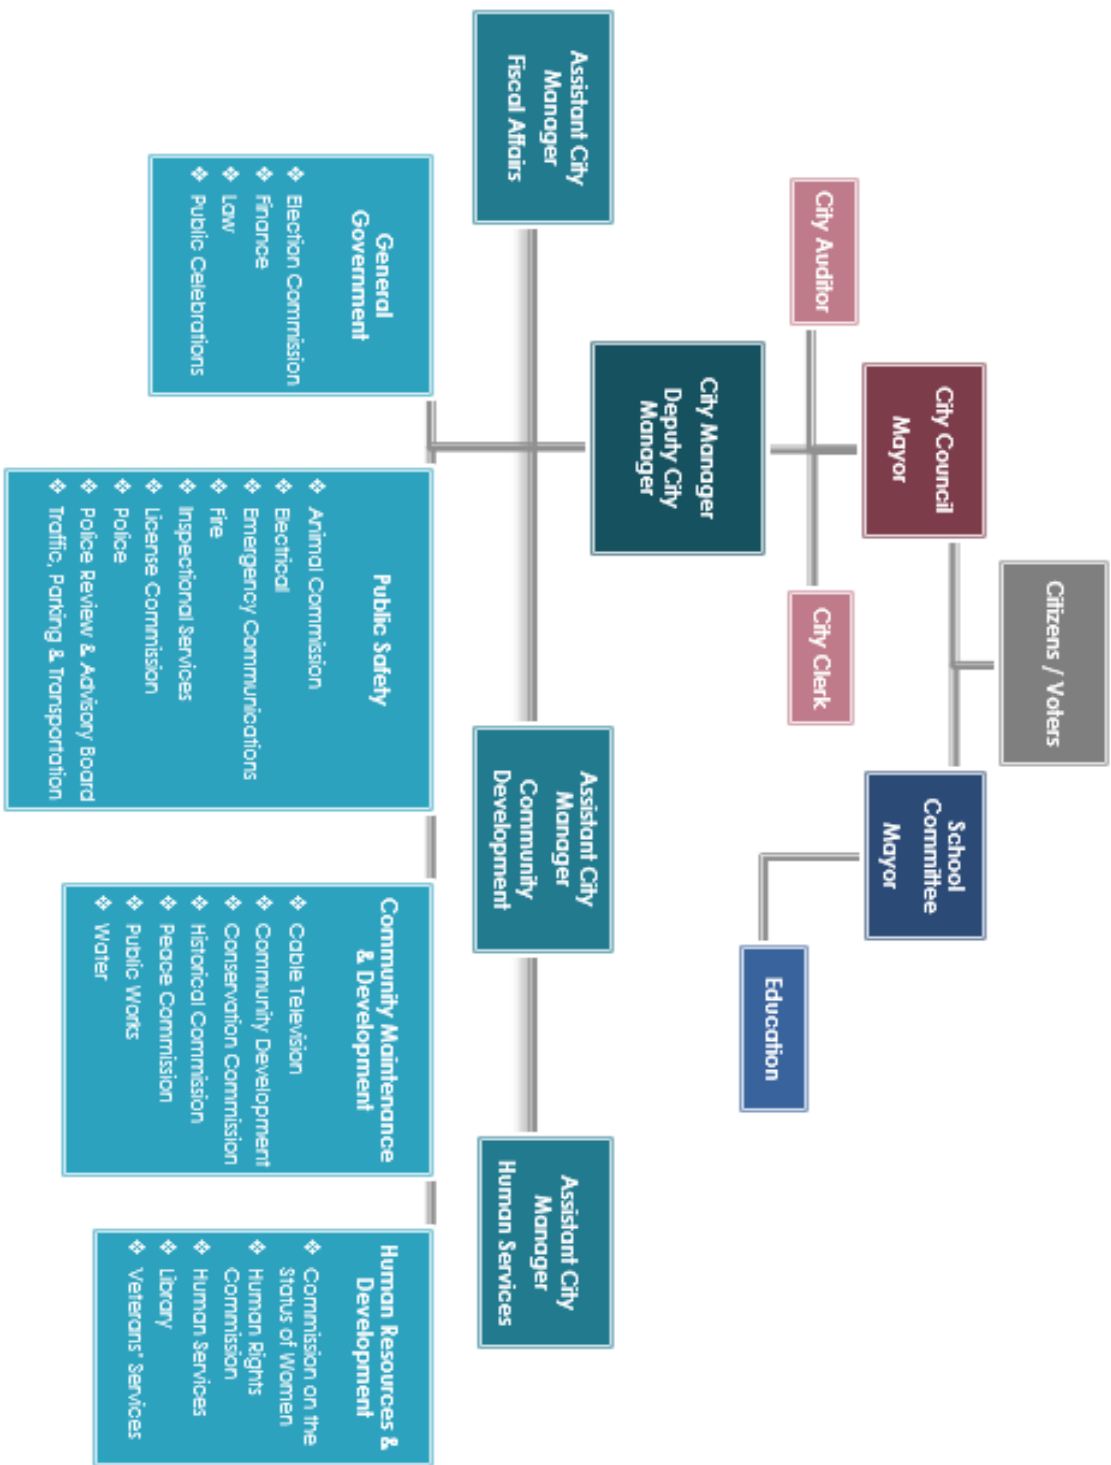 Citizens / Voters
City Council
Mayor
School
Committee
Mayor
City Auditor
City Clerk
Education
City Manager
Deputy City
Manager
Assistant City
Manager
Fiscal Affairs
Assistant City
Manager
Community
Development
Assistant City
Manager
Human Services
General
Government
❖ Election Commission
❖ Finance
❖ Law
❖ Public Celebrations
Public Safety
❖ Animal Commission
❖ Electrical
❖ Emergency Communications
❖ Fire
❖ Inspectional Services
❖ License Commission
❖ Police
❖ Police Review & Advisory Board
❖ Traffic, Parking & Transportation
Community Maintenance
& Development
❖ Cable Television
❖ Community Development
❖ Conservation Commission
❖ Historical Commission
❖ Peace Commission
❖ Public Works
❖ Water
Human Resources &
Development
❖ Commission on the
Status of Women
❖ Human Rights
Commission
❖ Human Services
❖ Library
❖ Veterans' Services